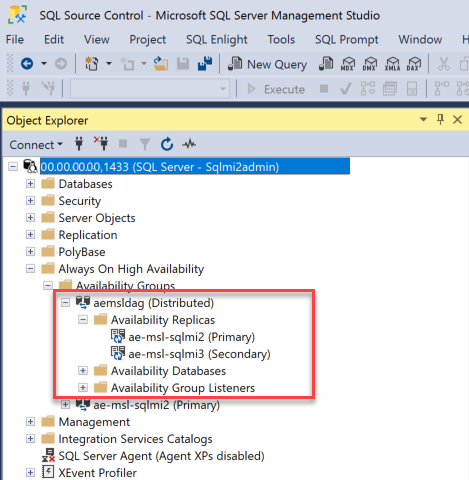 SQL Source Control - Microsoft SQL Server Management Studio
File Edit View Project SQL Enlight Tools SQL Prompt Window
New Query MDX DMX XMLA DAX
Execute
Object Explorer
Connect
00.00.00.00,1433 (SQL Server - Sqlmi2admin)
Databases
Security
Server Objects
Replication
PolyBase
Always On High Availability
Availability Groups
aemsldag (Distributed)
Availability Replicas
ae-msl-sqlmi2 (Primary)
ae-msl-sqlmi3 (Secondary)
Availability Databases
Availability Group Listeners
ae-msl-sqlmi2 (Primary)
Management
Integration Services Catalogs
SQL Server Agent (Agent XPs disabled)
XEvent Profiler